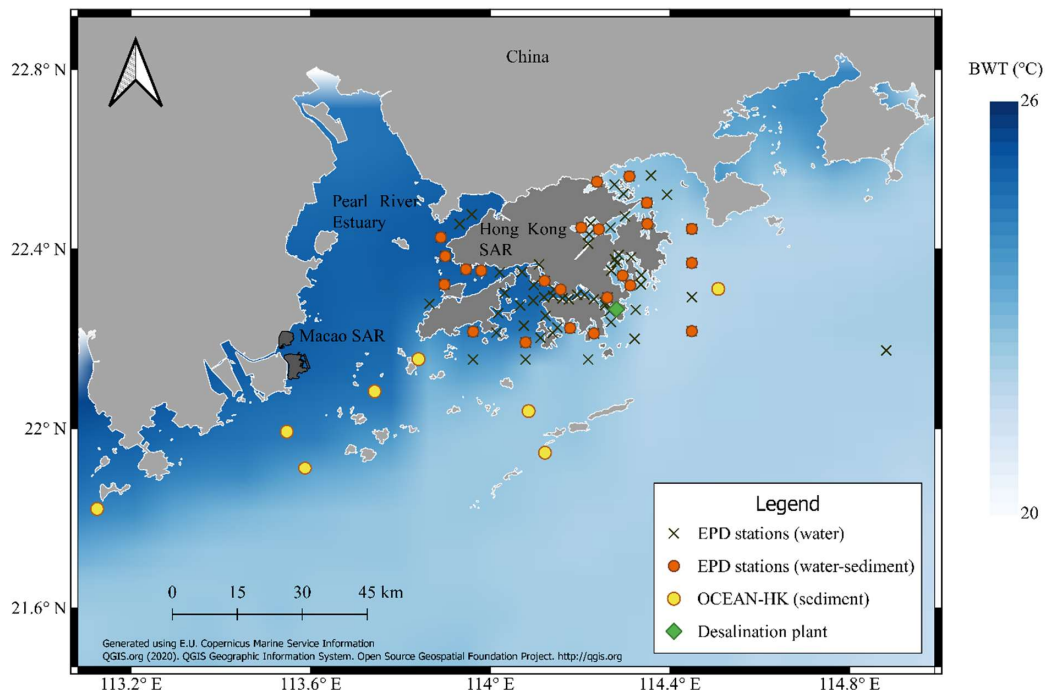 China
22.8° N
BWT (°C)
26
Pearl River
Estuary
Hong Kong
SAR
22.4° N
Macao SAR
22° N
20
Legend
EPD stations (water)
EPD stations (water-sediment)
OCEAN-HK (sediment)
Desalination plant
0 15 30 45 km
21.6° N
Generated using E.U. Copernicus Marine Service Information
QGIS.org (2020). QGIS Geographic Information System. Open Source Geospatial Foundation Project. http://qgis.org
113.2° E 113.6° E 114° E 114.4° E 114.8° E